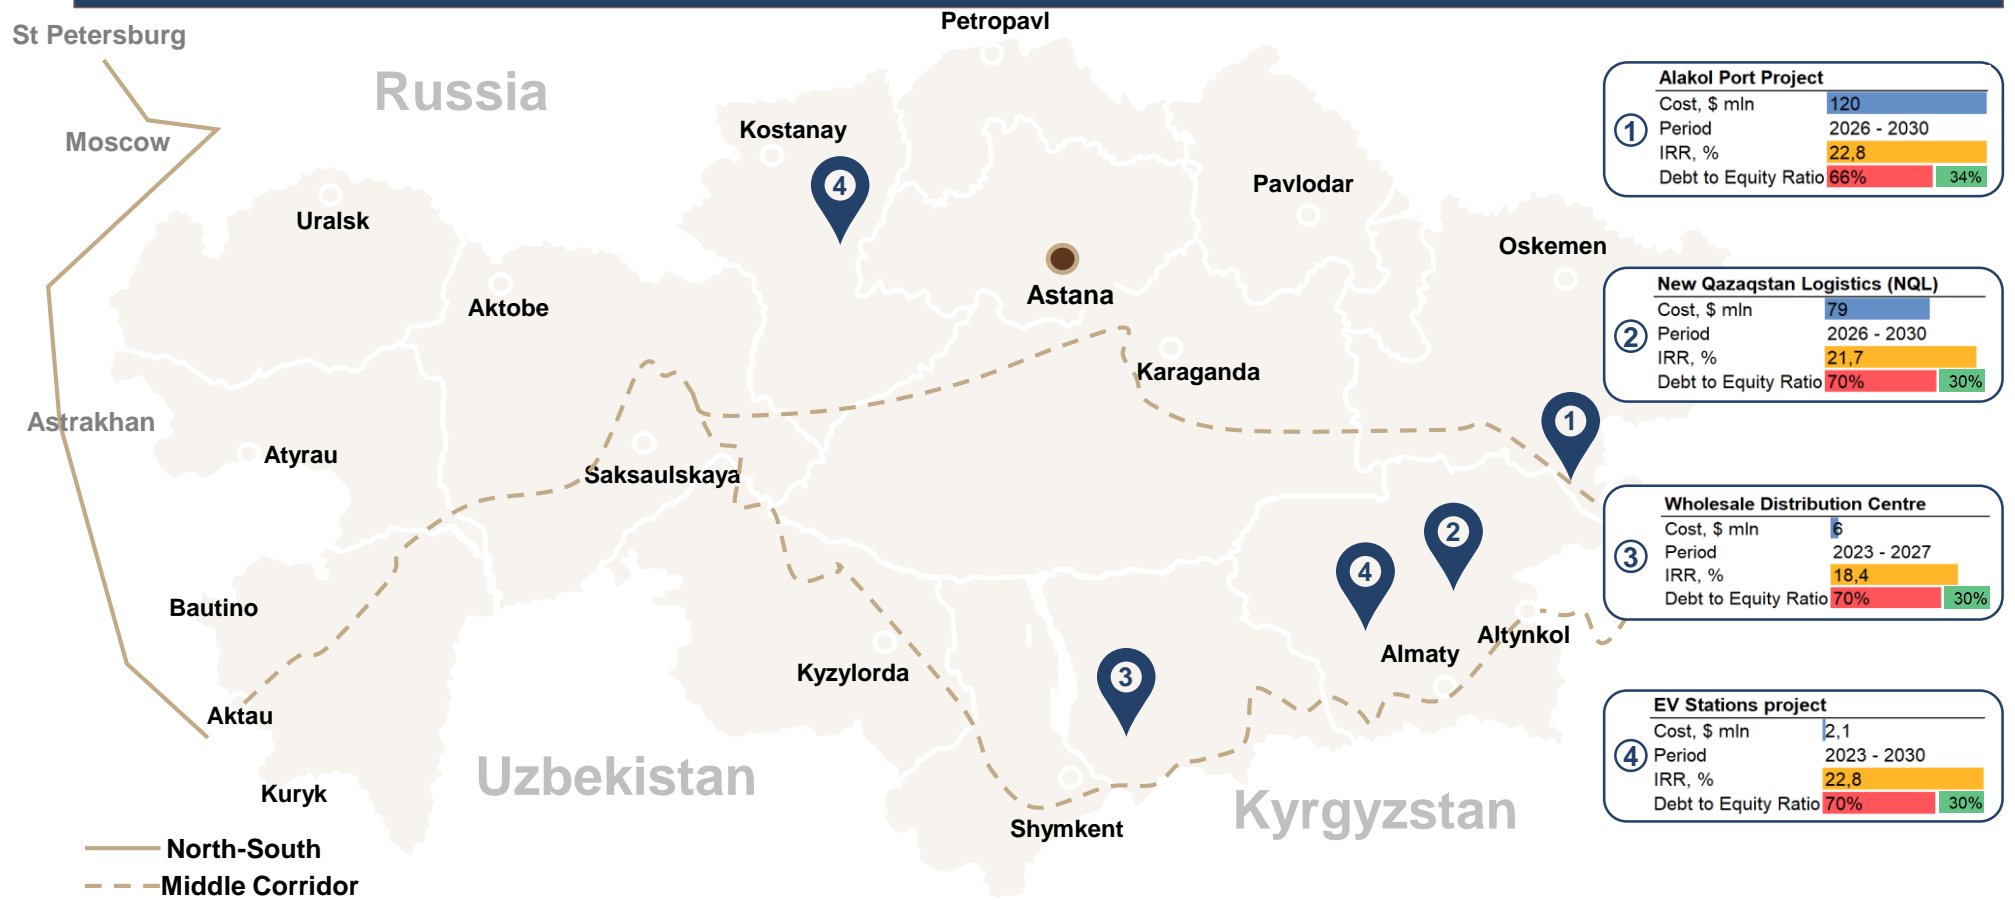 Petropavl
St Petersburg
Russia
Moscow
Kostanay
4
Pavlodar
Uralsk
Oskemen
Astana
Aktobe
Karaganda
Astrakhan
1
Atyrau
Saksaulskaya
2
4
Bautino
Altynkol
Almaty
Kyzylorda
3
Aktau
Uzbekistan
Kuryk
Kyrgyzstan
Shymkent
North-South
Middle Corridor
1
Alakol Port Project
Cost, $ mln 120
Period 2026 - 2030
IRR, % 22,8
Debt to Equity Ratio 66% 34%
2
New Qazaqstan Logistics (NQL)
Cost, $ mln 79
Period 2026 - 2030
IRR, % 21,7
Debt to Equity Ratio 70% 30%
3
Wholesale Distribution Centre
Cost, $ mln 6
Period 2023 - 2027
IRR, % 18,4
Debt to Equity Ratio 70% 30%
4
EV Stations project
Cost, $ mln 2,1
Period 2023 - 2030
IRR, % 22,8
Debt to Equity Ratio 70% 30%